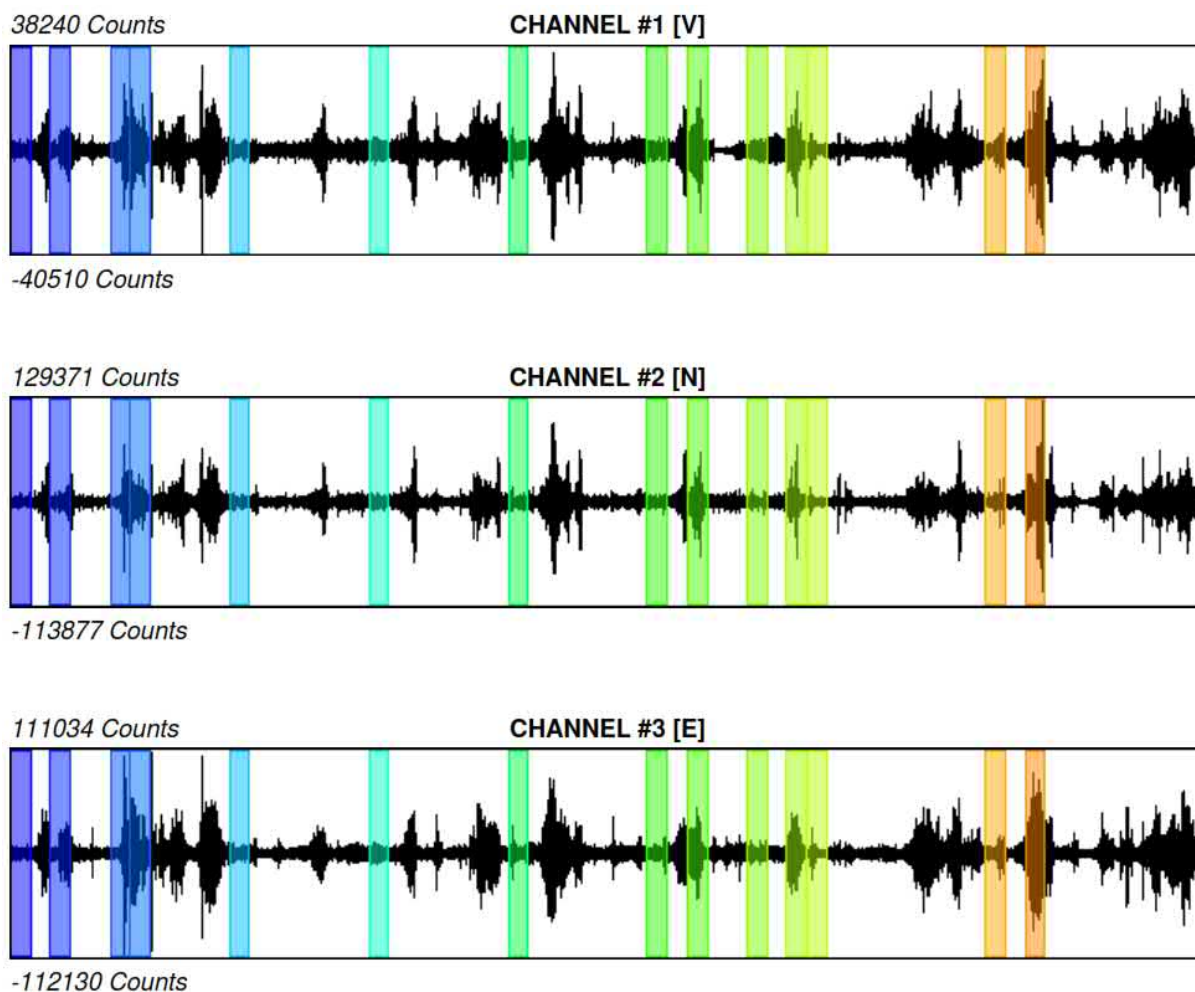 38240 Counts CHANNEL #1 [V]
-40510 Counts
129371 Counts CHANNEL #2 [N]
-113877 Counts
111034 Counts CHANNEL #3 [E]
-112130 Counts